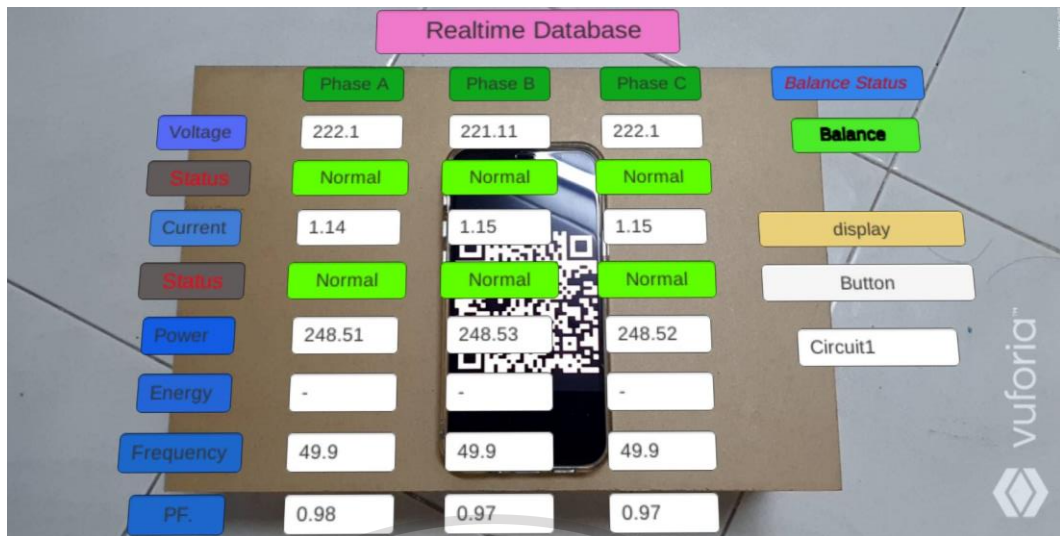 Realtime Database
Phase A Phase B Phase C Balance Status
Voltage 222.1 221.11 222.1 Balance
Status Normal Normal Normal
Current 1.14 1.15 1.15 display
Status Normal Normal Normal Button
Power 248.51 248.53 248.52 Circuit1
Energy - - -
Frequency 49.9 49.9 49.9
PF. 0.98 0.97 0.97
vuforia™